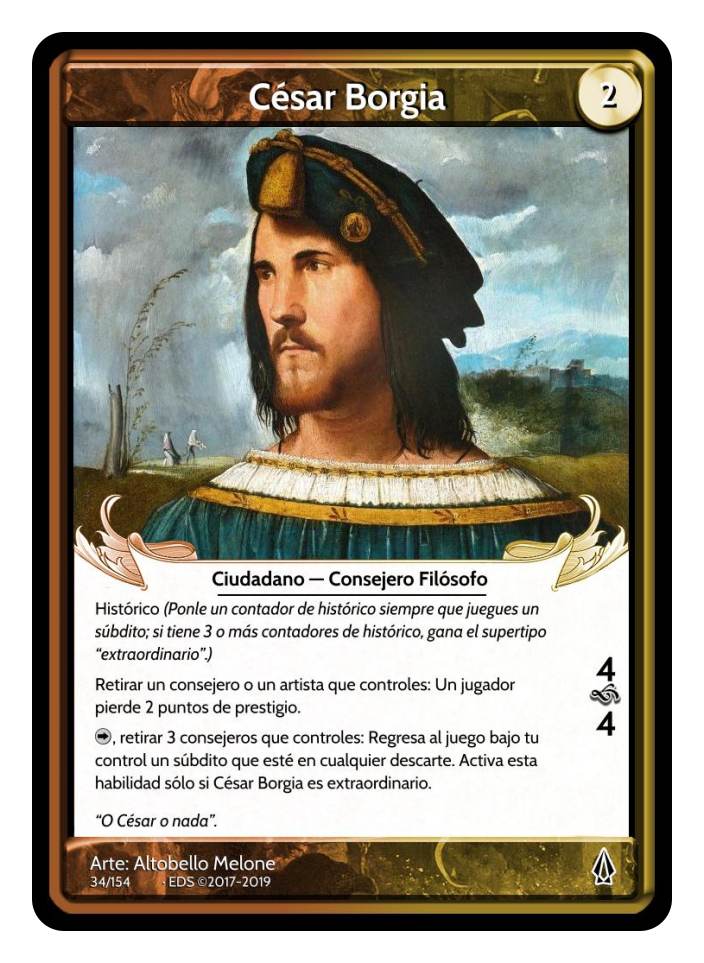 César Borgia
2
Ciudadano — Consejero Filósofo
Histórico (Ponle un contador de histórico siempre que juegues un
súbdito; si tiene 3 o más contadores de histórico, gana el supertipo
“extraordinario”.)
Retirar un consejero o un artista que controles: Un jugador
pierde 2 puntos de prestigio.
, retirar 3 consejeros que controles: Regresa al juego bajo tu
control un súbdito que esté en cualquier descarte. Activa esta
habilidad sólo si César Borgia es extraordinario.
“O César o nada”.
4
4
Arte: Altobello Melone
34/154 · EDS ©2017-2019